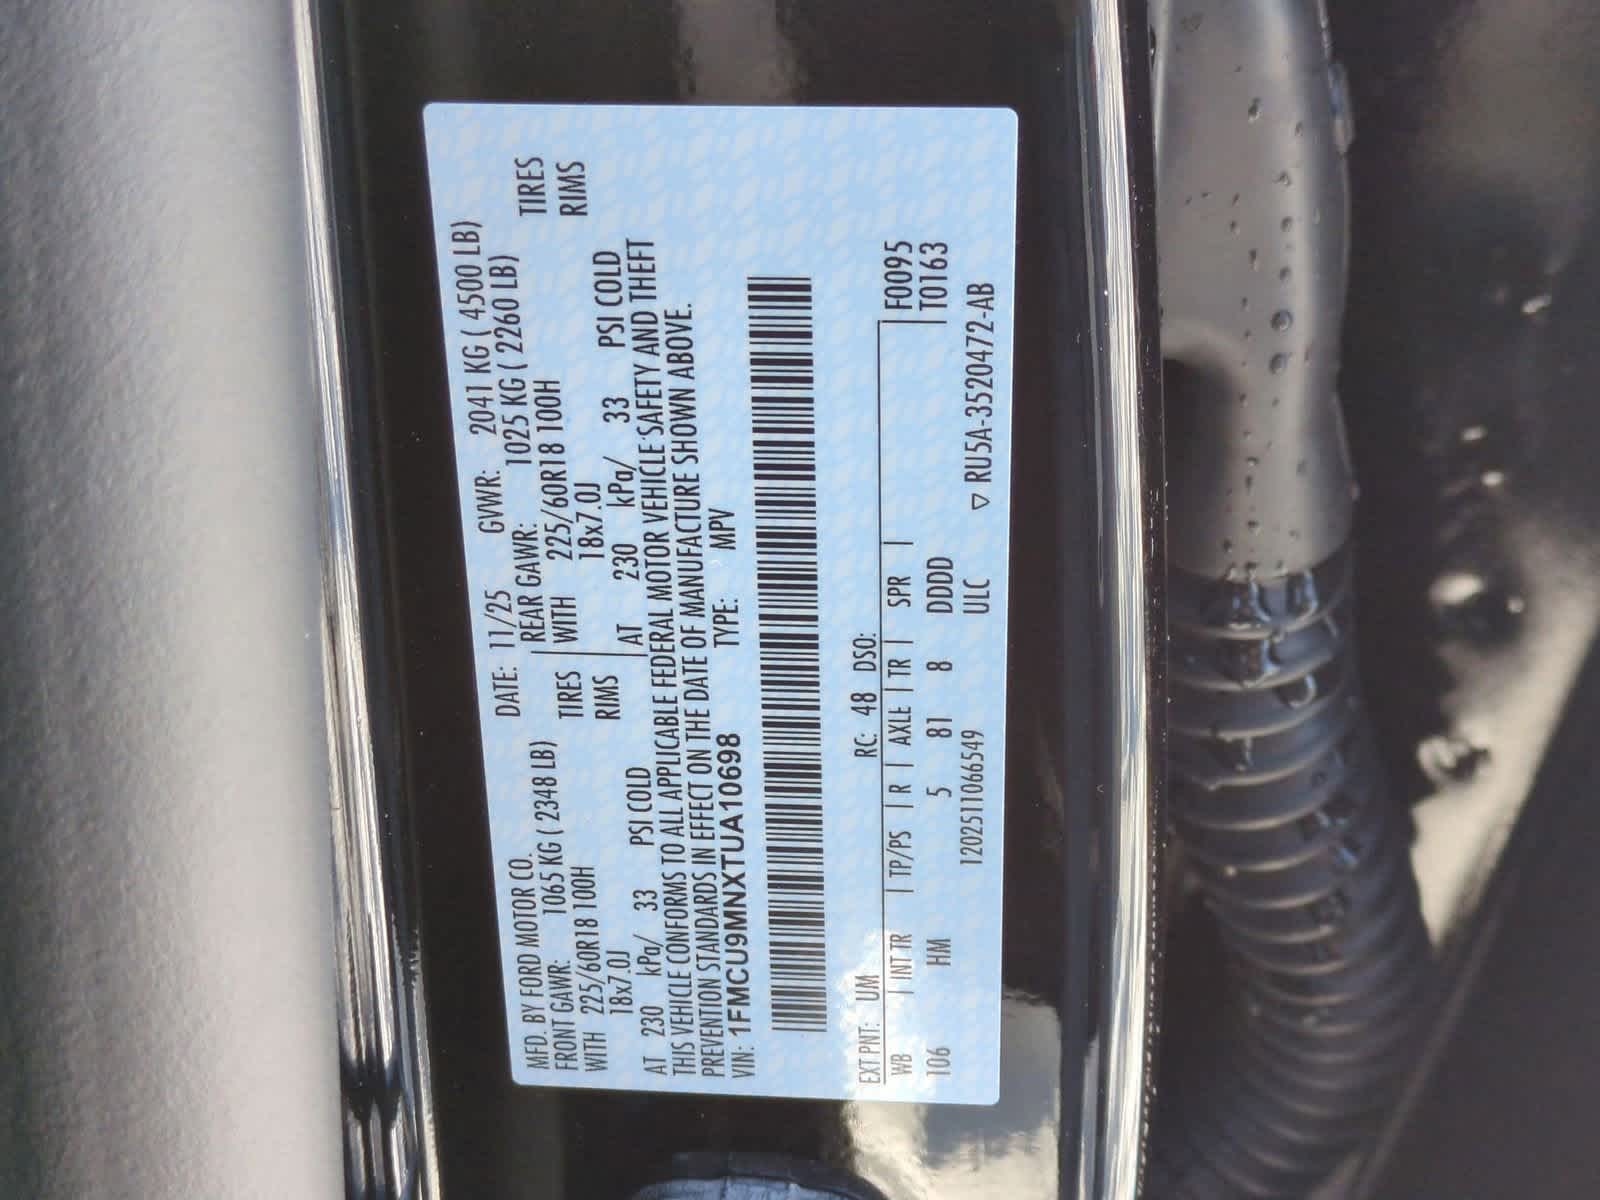 MFD. BY FORD MOTOR CO. DATE: 11/25 GVWR: 2041 KG ( 4500 LB)
FRONT GAWR: 1065 KG ( 2348 LB) REAR GAWR: 1025 KG ( 2260 LB)
WITH 225/60R18 100H TIRES WITH 225/60R18 100H TIRES
18x7.0J RIMS 18x7.0J RIMS
AT 230 kPa/ 33 PSI COLD AT 230 kPa/ 33 PSI COLD
THIS VEHICLE CONFORMS TO ALL APPLICABLE FEDERAL MOTOR VEHICLE SAFETY AND THEFT
PREVENTION STANDARDS IN EFFECT ON THE DATE OF MANUFACTURE SHOWN ABOVE.
VIN: 1FMCU9MNXTUA10698 TYPE: MPV
EXT PNT: UM RC: 48 DSO:
WB | INT TR | TP/PS | R | AXLE | TR | SPR | F0095
106 HM 5 81 8 DDDD T0163
120251106549 ULC ▽ RU5A-3520472-AB